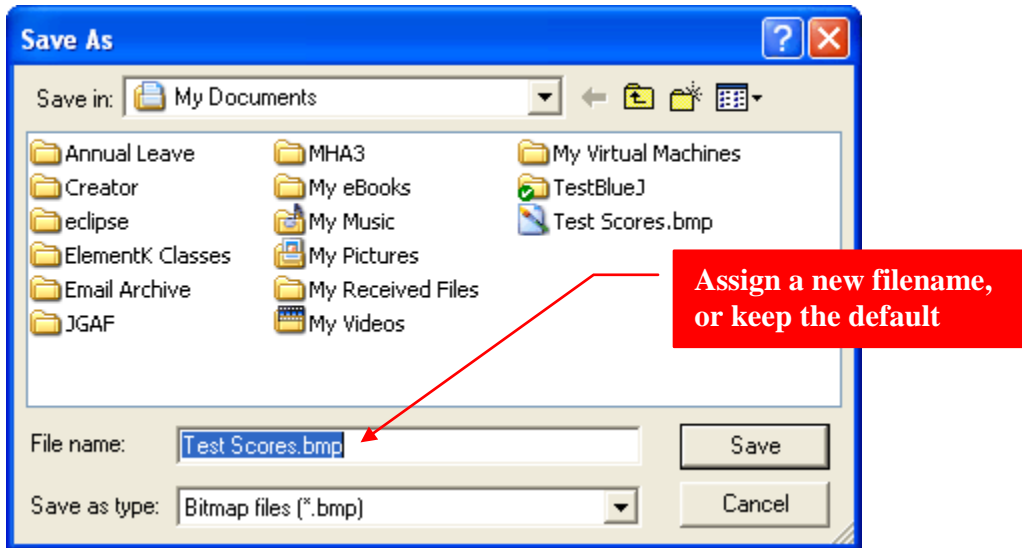 Save As
Save in: My Documents
Annual Leave
Creator
eclipse
ElementK Classes
Email Archive
JGAF
MHA3
My eBooks
My Music
My Pictures
My Received Files
My Videos
My Virtual Machines
TestBlueJ
Test Scores.bmp
Assign a new filename,
or keep the default
File name: Test Scores.bmp
Save
Save as type: Bitmap files (*.bmp)
Cancel